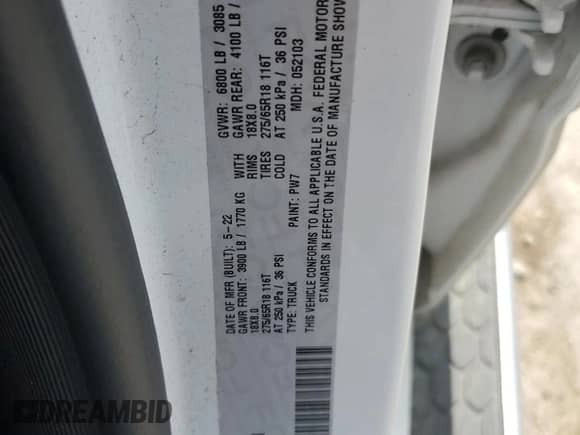 DATE OF MFR (BUILT): 5-22 GVWR: 6800 LB / 3085
GAWR FRONT: 3900 LB / 1770 KG WITH GAWR REAR: 4100 LB /
18X8.0 RIMS 18X8.0
275/65R18 116T TIRES 275/65R18 116T
AT 250 kPa / 36 PSI COLD AT 250 kPa / 36 PSI
TYPE: TRUCK PAINT: PW7 MDH: 052103
THIS VEHICLE CONFORMS TO ALL APPLICABLE U.S.A. FEDERAL MOTOR
STANDARDS IN EFFECT ON THE DATE OF MANUFACTURE SHOW
DREAMBID